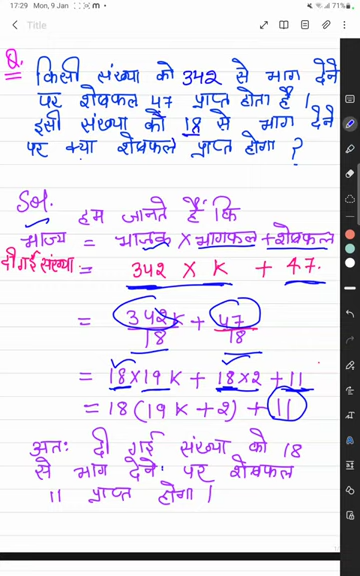 17:29 Mon, 9 Jan
71%
Title
Q. किसी संख्या को 342 से भाग देने
पर शेषफल 47 प्राप्त होता है ।
इसी संख्या को 18 से भाग देने
पर क्या शेषफल प्राप्त होगा ?
Sol. हम जानते हैं कि
भाज्य = भाजक × भागफल + शेषफल
दी गई संख्या = 342 × K + 47.
= 342K/18 + 47/18
= 18×19K + 18×2 + 11
= 18(19K+2) + 11
अतः दी गई संख्या को 18
से भाग देने पर शेषफल
11 प्राप्त होगा ।